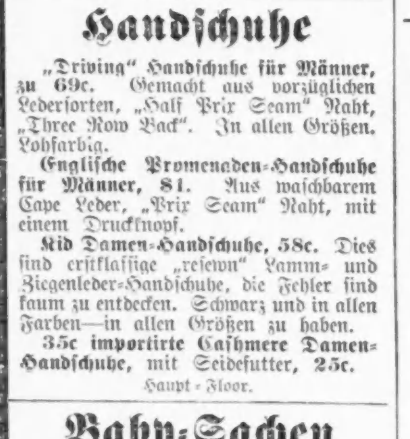 Handschuhe
„Driving“ Handschuhe für Männer,
zu 69c. Gemacht aus vorzüglichen
Ledersorten, „Half Prix Seam“ Naht,
„Three Row Back“. In allen Größen.
Lohfarbig.
Englische Promenaden-Handschuhe
für Männer, $1. Aus waschbarem
Cape Leder, „Prix Seam“ Naht, mit
einem Druckknopf.
Kid Damen-Handschuhe, 58c. Dies
sind erstklassige „resewn“ Lamm- und
Ziegenleder-Handschuhe, die Fehler sind
kaum zu entdecken. Schwarz und in allen
Farben—in allen Größen zu haben.
35c importirte Cashmere Damen-
Handschuhe, mit Seidefutter, 25c.
Haupt-Floor.
Baby-Sachen